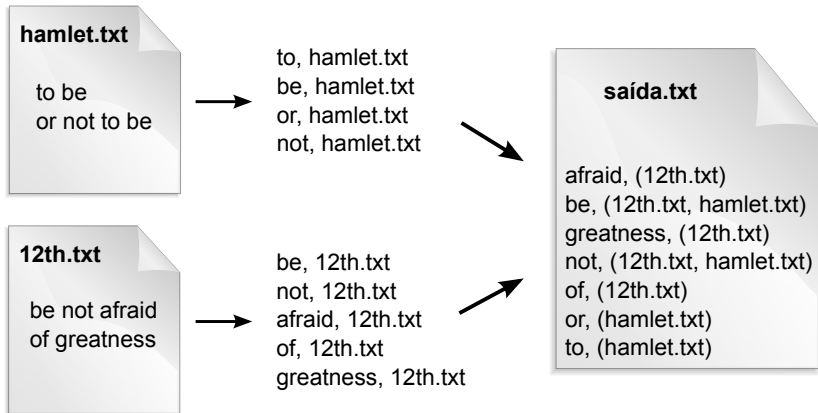 hamlet.txt
to be
or not to be
to, hamlet.txt
be, hamlet.txt
or, hamlet.txt
not, hamlet.txt
12th.txt
be not afraid
of greatness
be, 12th.txt
not, 12th.txt
afraid, 12th.txt
of, 12th.txt
greatness, 12th.txt
saída.txt
afraid, (12th.txt)
be, (12th.txt, hamlet.txt)
greatness, (12th.txt)
not, (12th.txt, hamlet.txt)
of, (12th.txt)
or, (hamlet.txt)
to, (hamlet.txt)